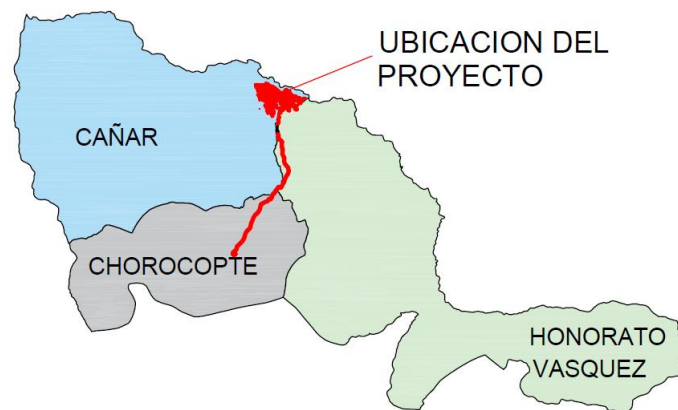 UBICACION DEL
PROYECTO
CAÑAR
CHOROCOPTE
HONORATO
VASQUEZ